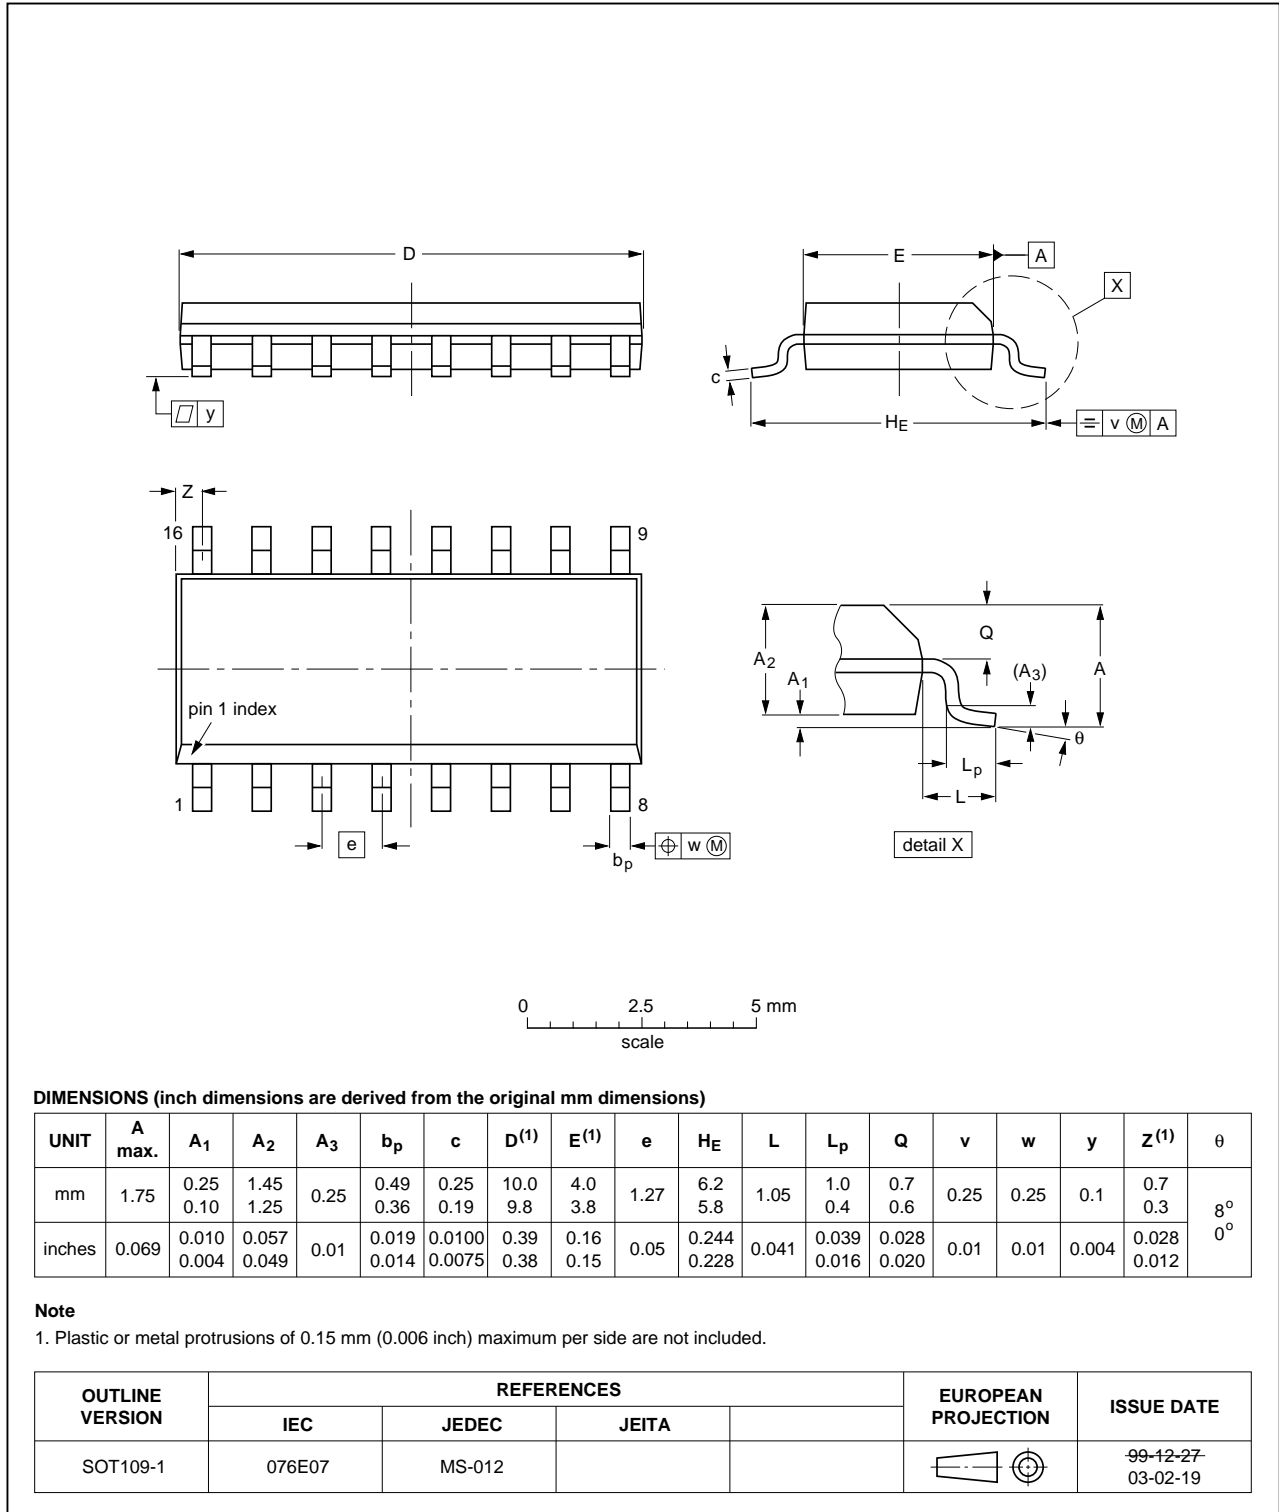 D
E
A
X
c
y
HE
v Ⓜ A
Z
16
9
pin 1 index
1
8
e
bp
w Ⓜ
Q
A2
A1
(A3)
A
θ
Lp
L
detail X
0 2.5 5 mm
scale
DIMENSIONS (inch dimensions are derived from the original mm dimensions)
UNIT A max. A1 A2 A3 bp c D(1) E(1) e HE L Lp Q v w y Z(1) θ
mm 1.75 0.25 0.10 1.45 1.25 0.25 0.49 0.36 0.25 0.19 10.0 9.8 4.0 3.8 1.27 6.2 5.8 1.05 1.0 0.4 0.7 0.6 0.25 0.25 0.1 0.7 0.3 8o 0o
inches 0.069 0.010 0.004 0.057 0.049 0.01 0.019 0.014 0.0100 0.0075 0.39 0.38 0.16 0.15 0.05 0.244 0.228 0.041 0.039 0.016 0.028 0.020 0.01 0.01 0.004 0.028 0.012
Note
1. Plastic or metal protrusions of 0.15 mm (0.006 inch) maximum per side are not included.
OUTLINE VERSION REFERENCES EUROPEAN PROJECTION ISSUE DATE
IEC JEDEC JEITA
SOT109-1 076E07 MS-012 99-12-27
03-02-19